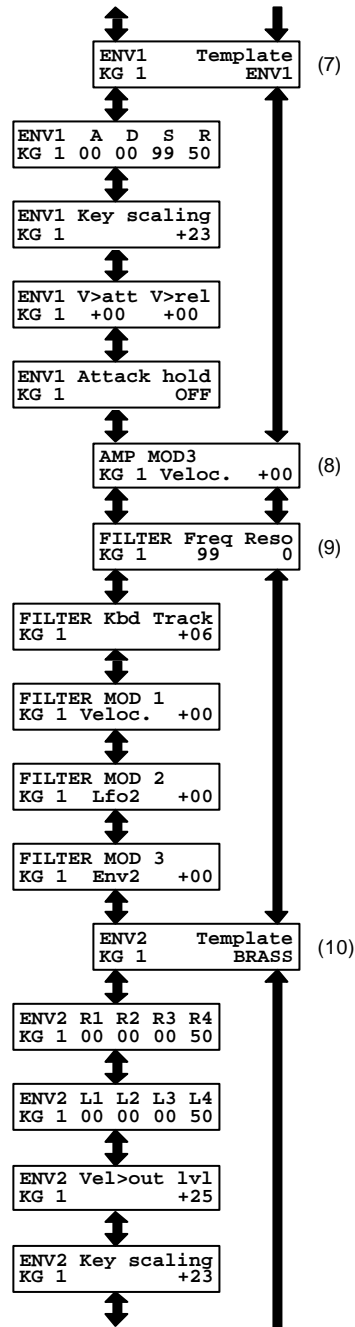 ENV1 Template
KG 1 ENV1
(7)
ENV1 A D S R
KG 1 00 00 99 50
ENV1 Key scaling
KG 1 +23
ENV1 V>att V>rel
KG 1 +00 +00
ENV1 Attack hold
KG 1 OFF
AMP MOD3
KG 1 Veloc. +00
(8)
FILTER Freq Reso
KG 1 99 0
(9)
FILTER Kbd Track
KG 1 +06
FILTER MOD 1
KG 1 Veloc. +00
FILTER MOD 2
KG 1 Lfo2 +00
FILTER MOD 3
KG 1 Env2 +00
ENV2 Template
KG 1 BRASS
(10)
ENV2 R1 R2 R3 R4
KG 1 00 00 00 50
ENV2 L1 L2 L3 L4
KG 1 00 00 00 50
ENV2 Vel>out lvl
KG 1 +25
ENV2 Key scaling
KG 1 +23